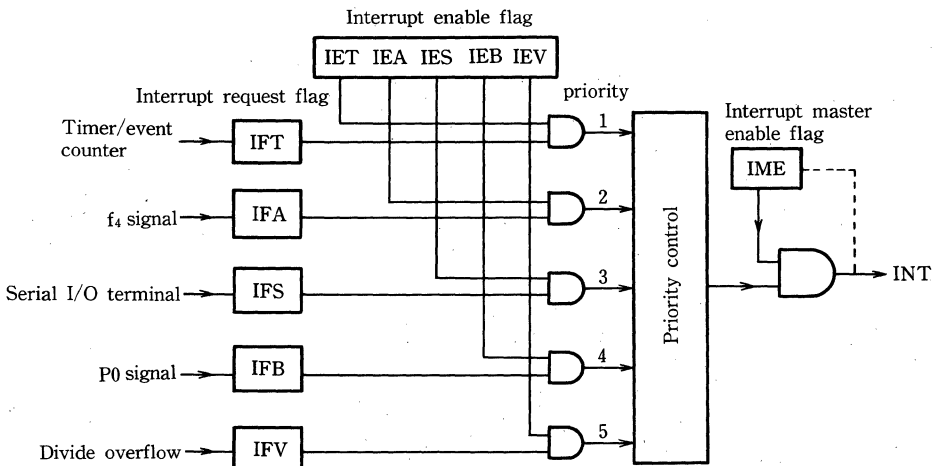 Interrupt enable flag
IET IEA IES IEB IEV
Interrupt request flag
priority
Timer/event
counter
IFT
1
Interrupt master
enable flag
IME
f₄ signal
IFA
2
Priority control
INT
Serial I/O terminal
IFS
3
P0 signal
IFB
4
Divide overflow
IFV
5